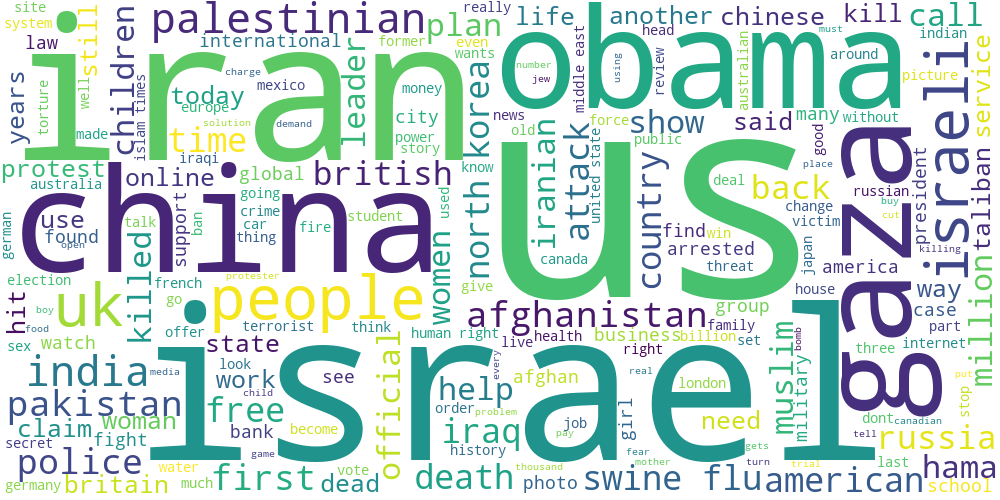 site
system
law
still
palestinian
plan
life
another
chinese
kill
call
really
former
even
wants
head
indian
must
international
years
iran
obama
around
picture
children
islam times
leader
charge
mexico
money
today
europe
city
number
jew
using
middle east
review
australian
torture
well
made
solution
demand
power
story
news
old
force
show
said
many
without
good
service
time
protest
iraqi
know
public
north korea
iranian
attack
united state
country
deal
place
russian
president
israeli
taliban
million
australia
online
global
british
going
crime
car
thing
student
fire
china
us
gaza
back
change
victim
buy
cut
use
found
open
talk
ban
support
used
women
give
canada
find
win
arrested
threat
japan
america
killing
german
election
boy
food
protester
french
go
killed
uk
people
offer
terrorist
think
human right
afghanistan
group
house
way
case
part
internet
hit
sex
watch
state
live
health
business
billion
family
set
bomb
three
india
media
look
work
see
israel
official
every
afghan
right
real
london
muslim
military
stop
put
pakistan
woman
free
child
become
help
order
problem
job
girl
need
dont
canadian
claim
fight
bank
game
iraq
history
pay
fear
mother
gets
tell
russia
secret
police
water
vote
thousand
turn
trial
last
hama
germany
britain
much
first
dead
death
photo
swine flu
american
school